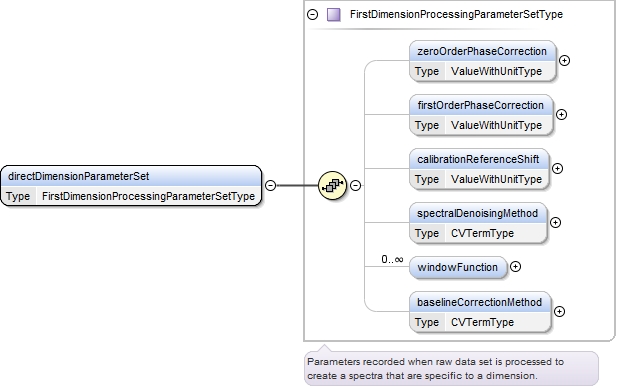 FirstDimensionProcessingParameterSetType
zeroOrderPhaseCorrection
Type ValueWithUnitType
firstOrderPhaseCorrection
Type ValueWithUnitType
calibrationReferenceShift
Type ValueWithUnitType
directDimensionParameterSet
Type FirstDimensionProcessingParameterSetType
spectralDenoisingMethod
Type CVTermType
0..∞
windowFunction
baselineCorrectionMethod
Type CVTermType
Parameters recorded when raw data set is processed to
create a spectra that are specific to a dimension.